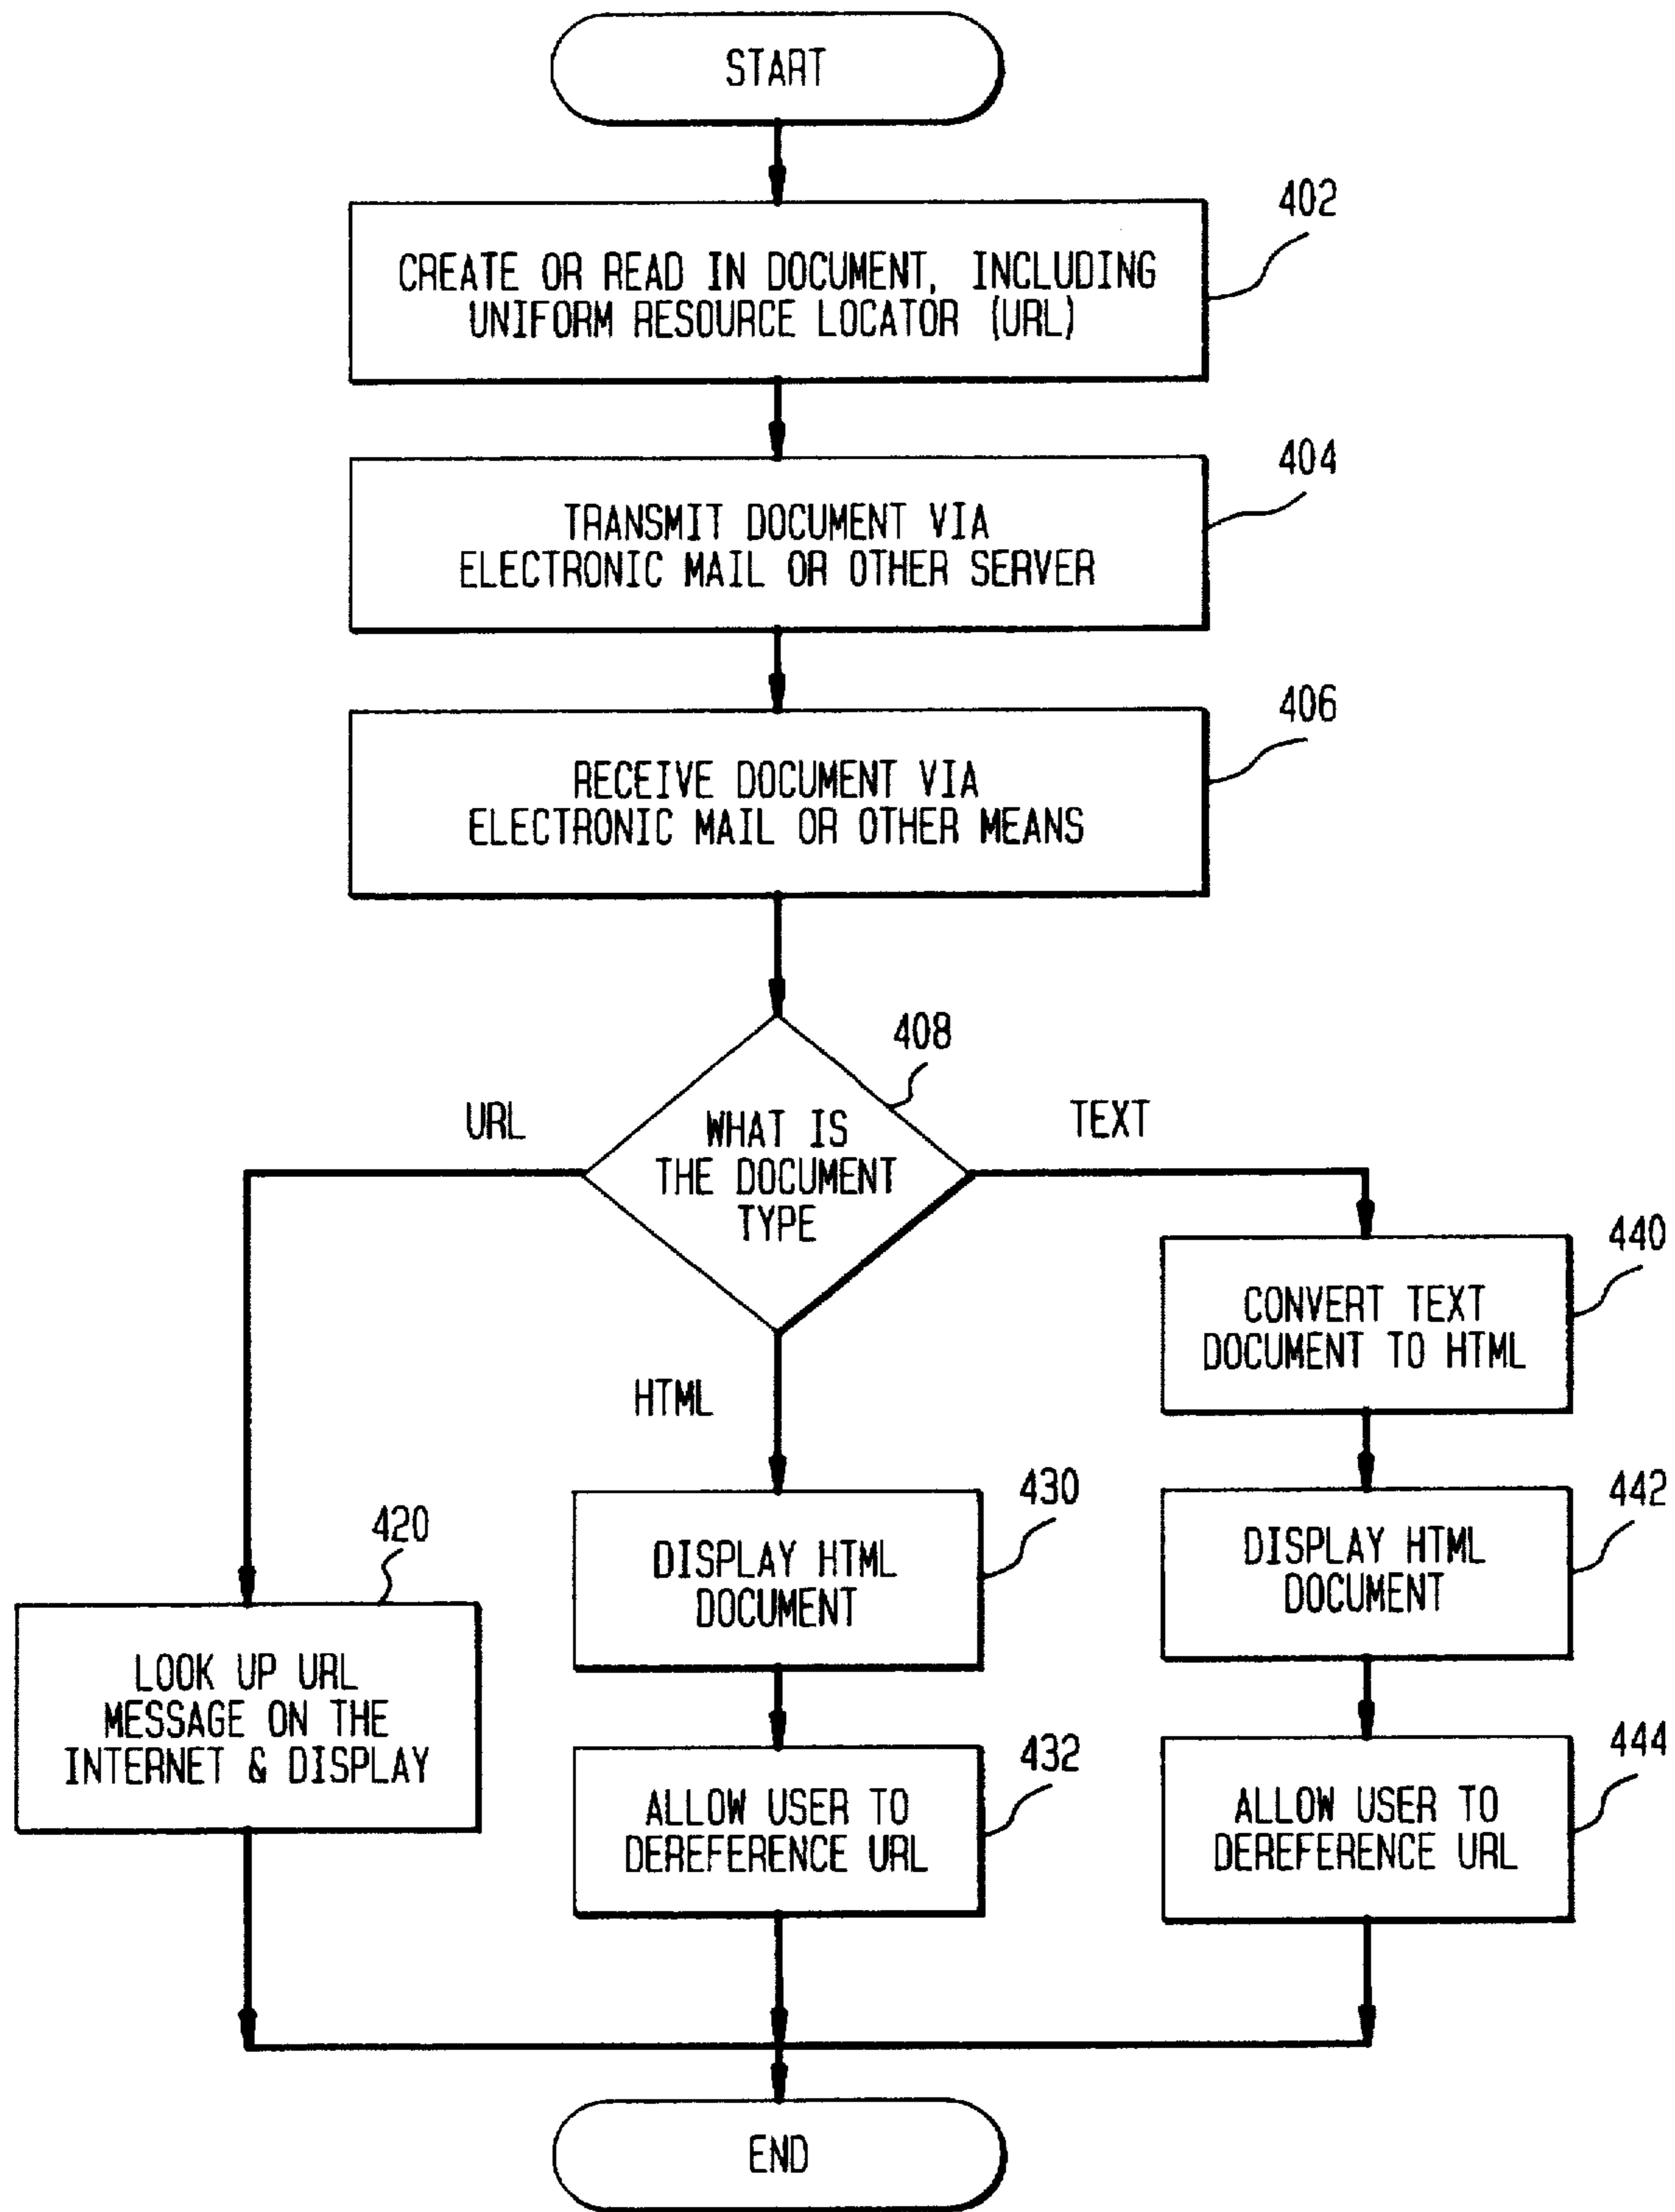 START
402
CREATE OR READ IN DOCUMENT, INCLUDING
UNIFORM RESOURCE LOCATOR (URL)
404
TRANSMIT DOCUMENT VIA
ELECTRONIC MAIL OR OTHER SERVER
406
RECEIVE DOCUMENT VIA
ELECTRONIC MAIL OR OTHER MEANS
408
WHAT IS
THE DOCUMENT
TYPE
URL
HTML
TEXT
420
LOOK UP URL
MESSAGE ON THE
INTERNET & DISPLAY
430
DISPLAY HTML
DOCUMENT
432
ALLOW USER TO
DEREFERENCE URL
440
CONVERT TEXT
DOCUMENT TO HTML
442
DISPLAY HTML
DOCUMENT
444
ALLOW USER TO
DEREFERENCE URL
END